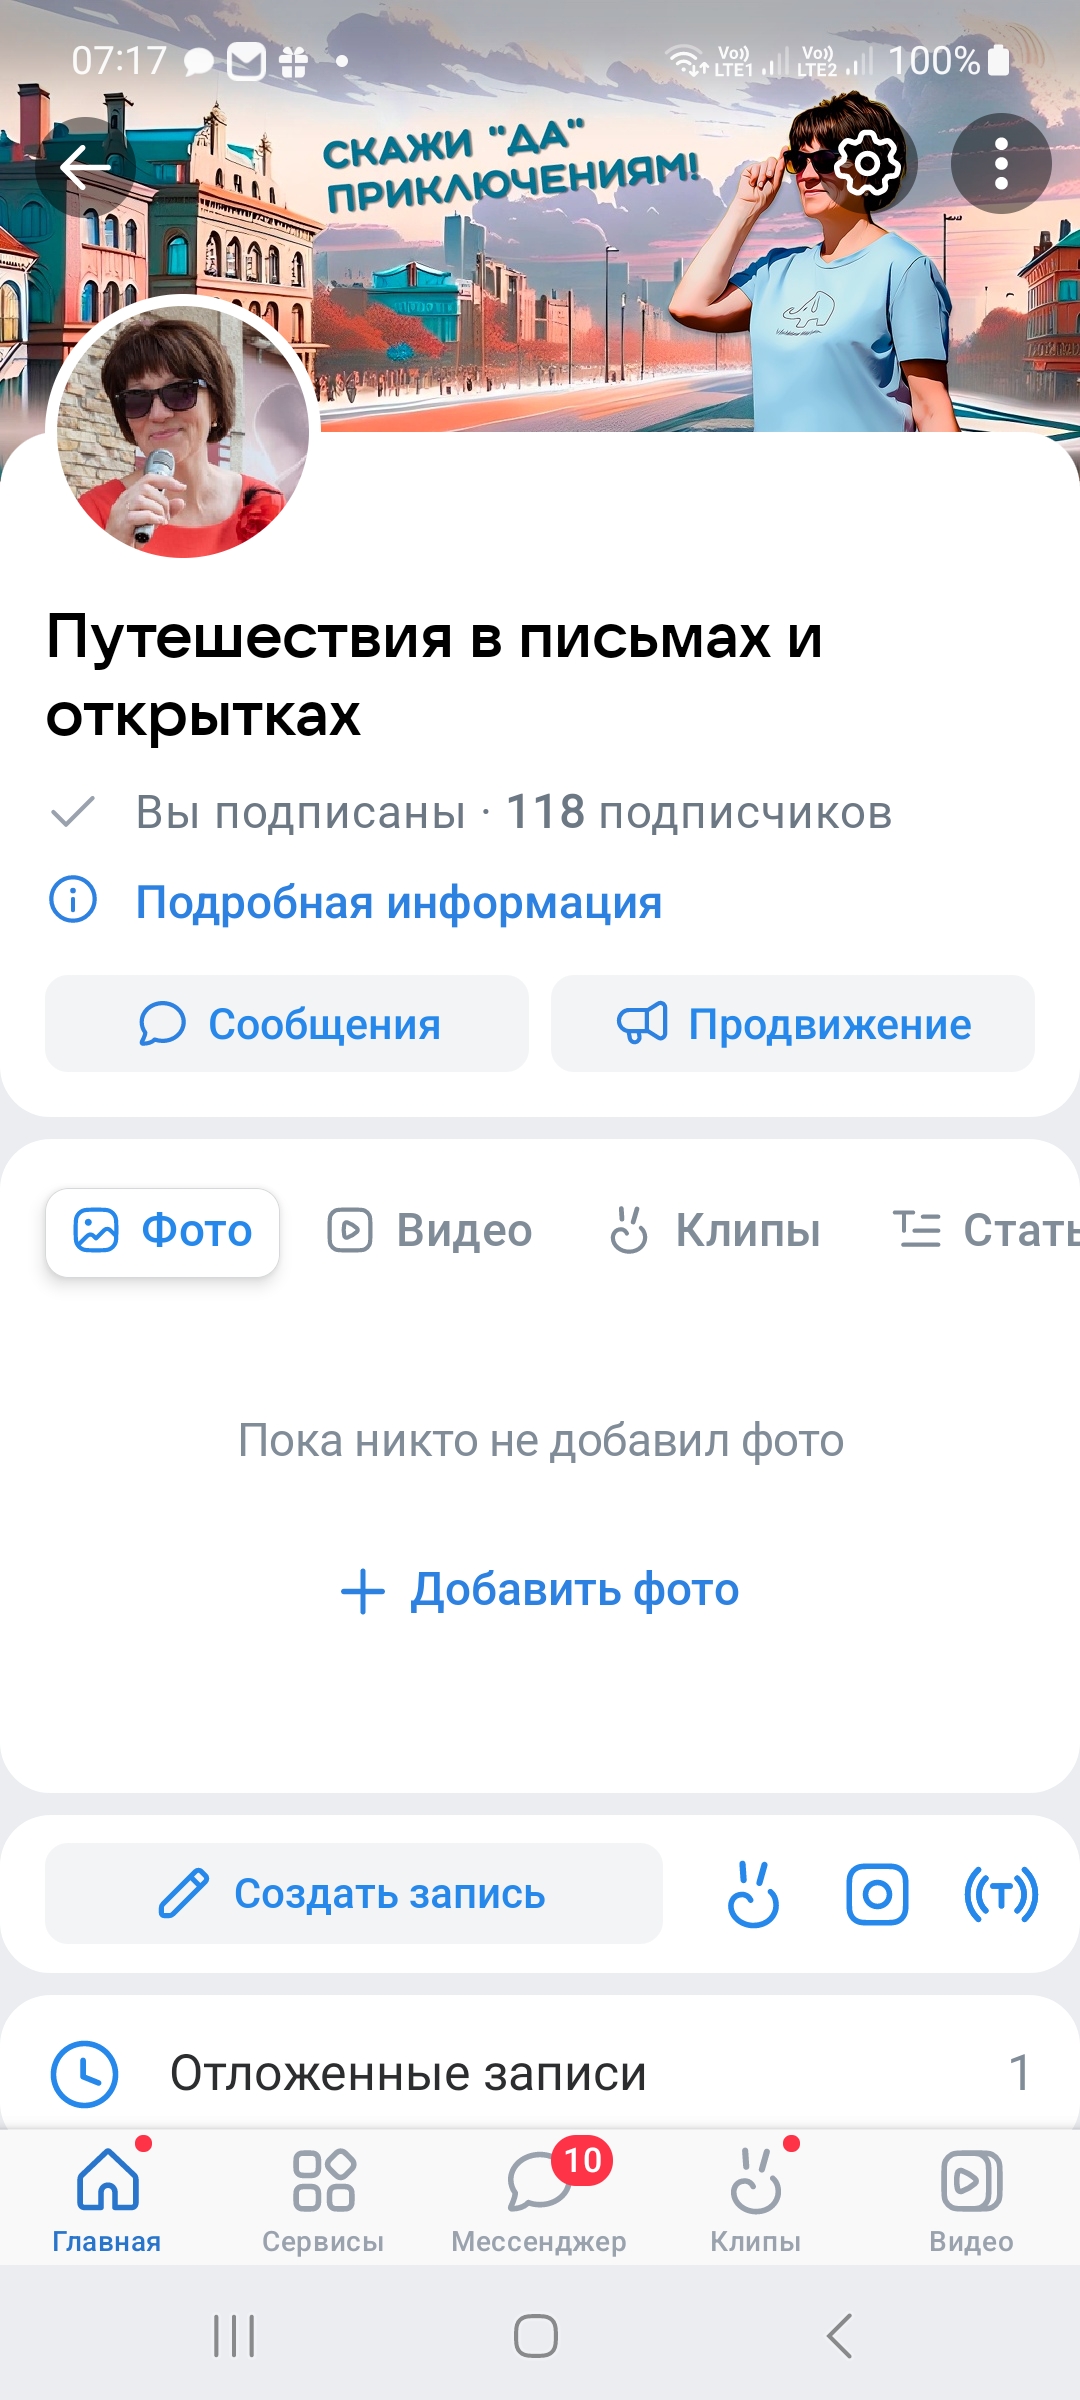 07:17
Vo)) LTE1 Vo)) LTE2 100%
СКАЖИ "ДА"
ПРИКЛЮЧЕНИЯМ!
Путешествия в письмах и
открытках
Вы подписаны · 118 подписчиков
Подробная информация
Сообщения Продвижение
Фото Видео Клипы Стать
Пока никто не добавил фото
Добавить фото
Создать запись
Отложенные записи 1
10
Главная Сервисы Мессенджер Клипы Видео